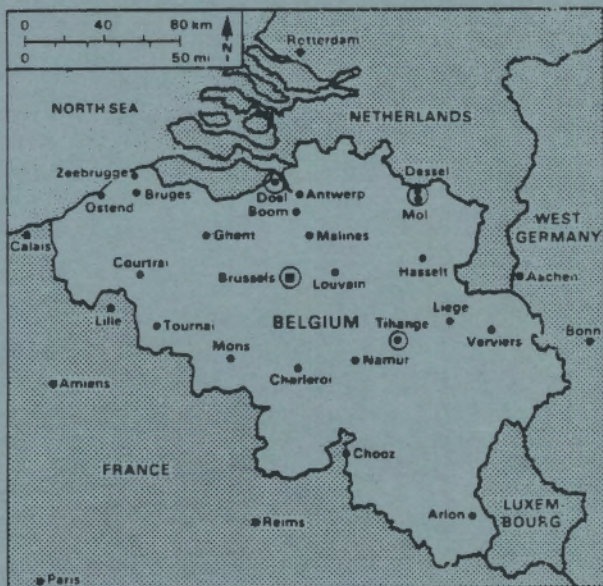 0 40 80 km
0 50 mi
N
Rotterdam
NORTH SEA
NETHERLANDS
Zeebrugge
Dessel
Doel
Antwerp
Bruges
Ostend
Boom
Mol
WEST
GERMANY
Calais
Ghent
Malines
Courtrai
Hasselt
Aachen
Brussels
Louvain
Lille
Tournai
BELGIUM
Tihange
Liege
Verviers
Bonn
Mons
Namur
Charleroi
Amiens
Chooz
FRANCE
LUXEM-
BOURG
Reims
Arlon
Paris